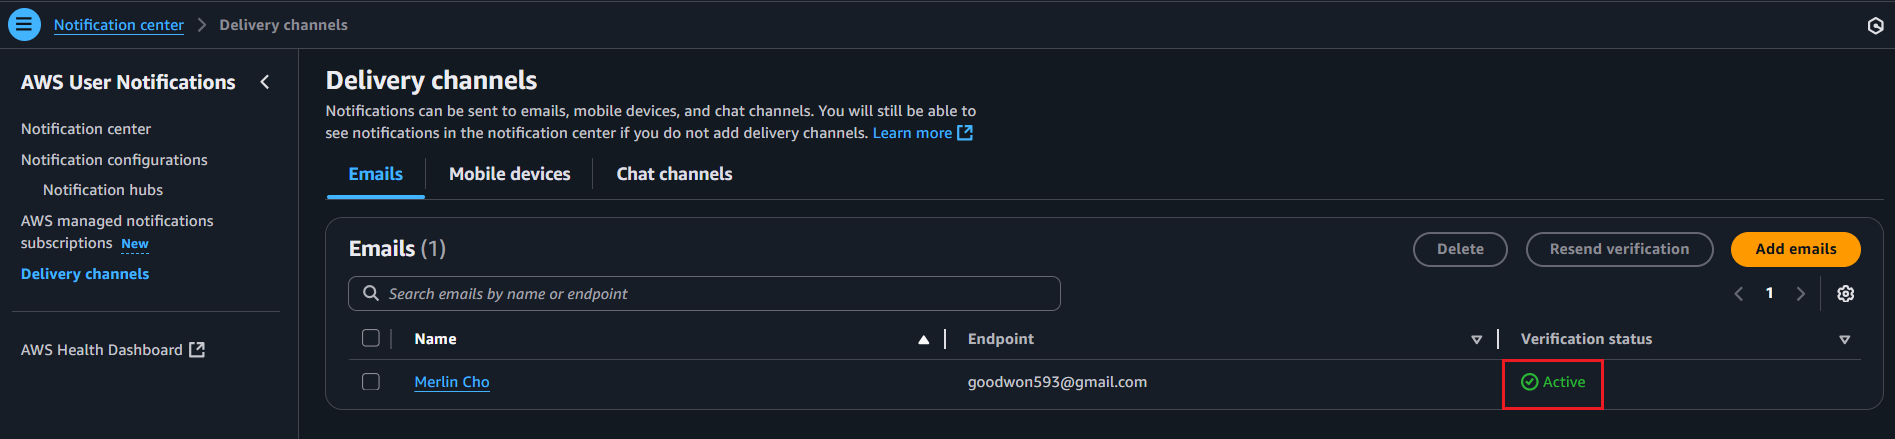 Notification center > Delivery channels
AWS User Notifications
Notification center
Notification configurations
Notification hubs
AWS managed notifications
subscriptions New
Delivery channels
AWS Health Dashboard
Delivery channels
Notifications can be sent to emails, mobile devices, and chat channels. You will still be able to
see notifications in the notification center if you do not add delivery channels. Learn more
Emails Mobile devices Chat channels
Emails (1) Delete Resend verification Add emails
Search emails by name or endpoint
< 1 >
Name Endpoint Verification status
Merlin Cho goodwon593@gmail.com Active